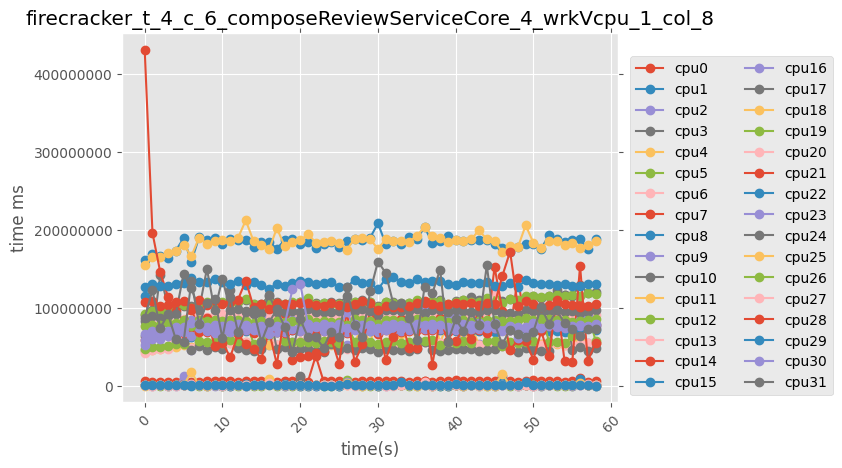 firecracker_t_4_c_6_composeReviewServiceCore_4_wrkVcpu_1_col_8
400000000
300000000
200000000
100000000
0
time ms
0
10
20
30
40
50
60
time(s)
cpu0
cpu1
cpu2
cpu3
cpu4
cpu5
cpu6
cpu7
cpu8
cpu9
cpu10
cpu11
cpu12
cpu13
cpu14
cpu15
cpu16
cpu17
cpu18
cpu19
cpu20
cpu21
cpu22
cpu23
cpu24
cpu25
cpu26
cpu27
cpu28
cpu29
cpu30
cpu31